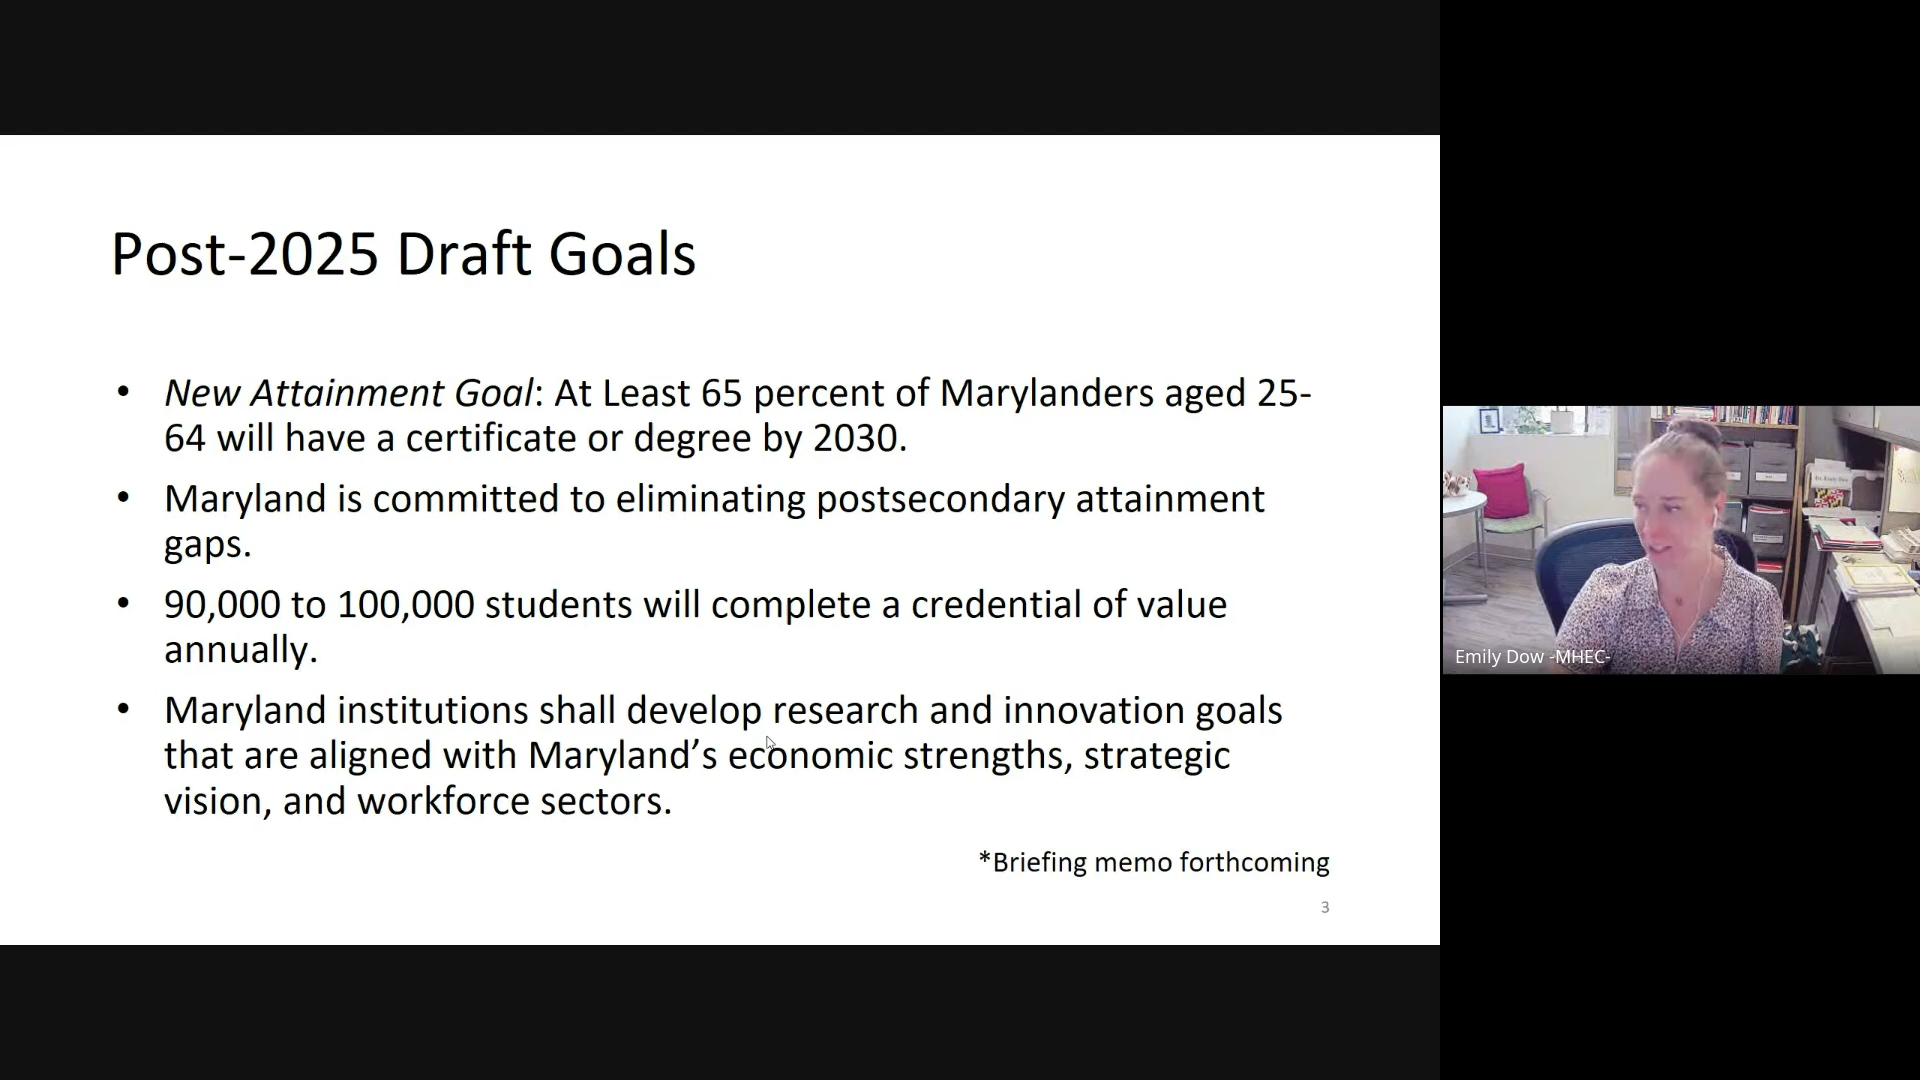 Post-2025 Draft Goals
• New Attainment Goal: At Least 65 percent of Marylanders aged 25-
64 will have a certificate or degree by 2030.
• Maryland is committed to eliminating postsecondary attainment
gaps.
• 90,000 to 100,000 students will complete a credential of value
annually.
• Maryland institutions shall develop research and innovation goals
that are aligned with Maryland’s economic strengths, strategic
vision, and workforce sectors.
*Briefing memo forthcoming
3
Emily Dow -MHEC-